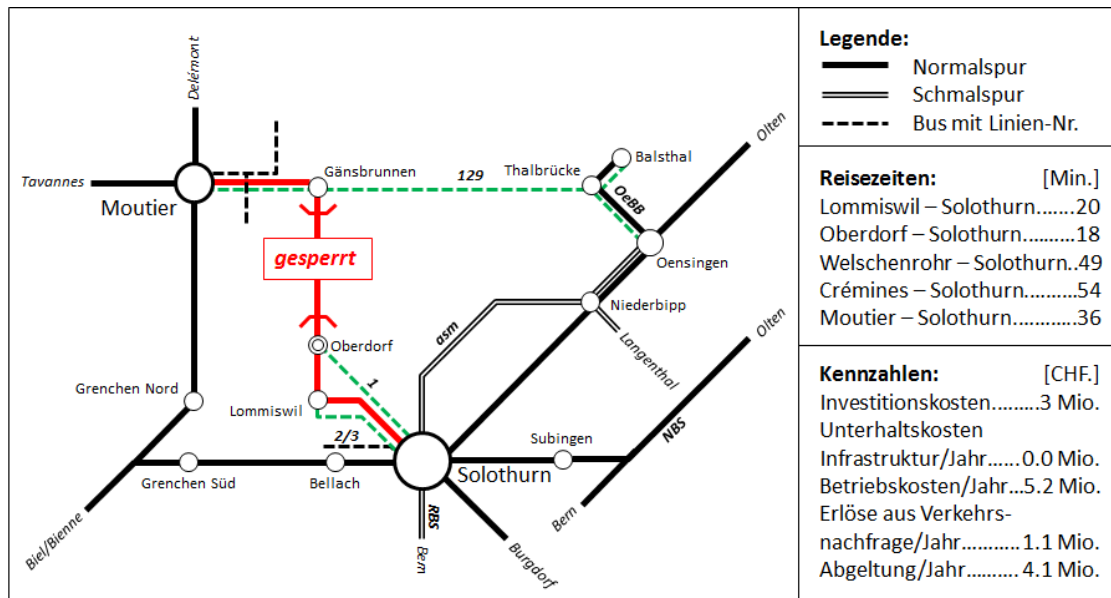 Delémont
Olten
Balsthal
Thalbrücke
Gänsbrunnen
129
Tavannes
Moutier
OeBB
gesperrt
Oensingen
Niederbipp
Olten
asm
Langenthal
Oberdorf
Grenchen Nord
1
Lommiswil
NBS
2/3
Subingen
Solothurn
Grenchen Süd
Bellach
RBS
Bern
Biel/Bienne
Bern
Burgdorf
Legende:
Normalspur
Schmalspur
Bus mit Linien-Nr.
Reisezeiten: [Min.]
Lommiswil – Solothurn......20
Oberdorf – Solothurn..........18
Welschenrohr – Solothurn..49
Crémines – Solothurn..........54
Moutier – Solothurn............36
Kennzahlen: [CHF.]
Investitionskosten.........3 Mio.
Unterhaltskosten
Infrastruktur/Jahr......0.0 Mio.
Betriebskosten/Jahr...5.2 Mio.
Erlöse aus Verkehrs-
nachfrage/Jahr...........1.1 Mio.
Abgeltung/Jahr..........4.1 Mio.